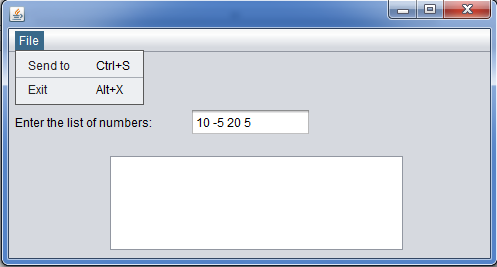 File
Send to Ctrl+S
Exit Alt+X
Enter the list of numbers: 10 -5 20 5